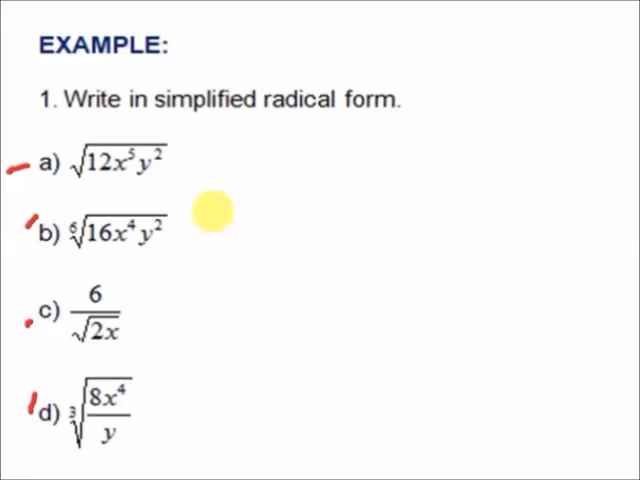 EXAMPLE:
1. Write in simplified radical form.
a) √(12x⁵y²)
b) ⁶√(16x⁴y²)
c) 6/√(2x)
d) ³√(8x⁴/y)